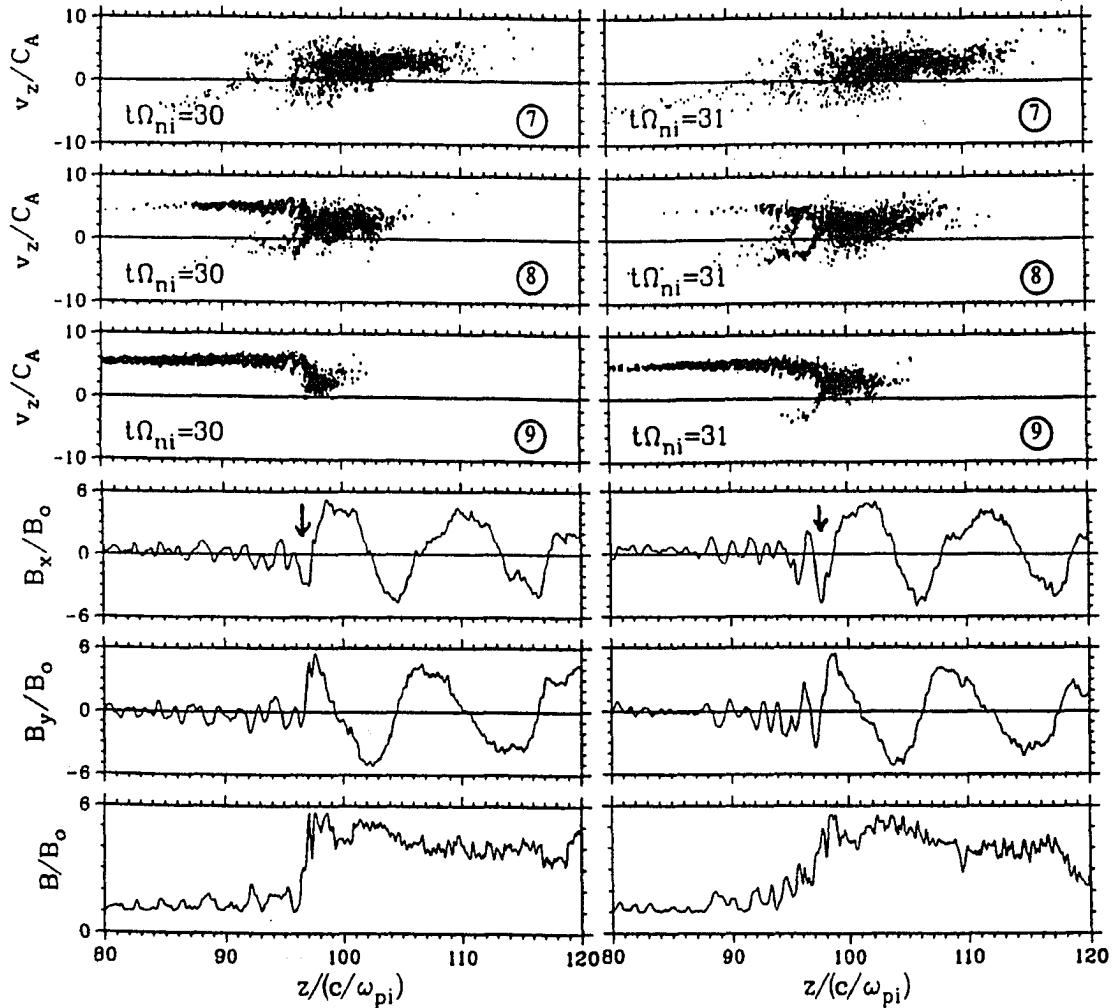 10
0
-10
v_z/C_A
tΩ_ni=30
⑦
tΩ_ni=31
⑦
10
0
-10
v_z/C_A
tΩ_ni=30
⑧
tΩ_ni=31
⑧
10
0
-10
v_z/C_A
tΩ_ni=30
⑨
tΩ_ni=31
⑨
6
0
-6
B_x/B_o
6
0
-6
B_y/B_o
6
0
B/B_o
80 90 100 110 120
80 90 100 110 120
z/(c/ω_pi)
z/(c/ω_pi)